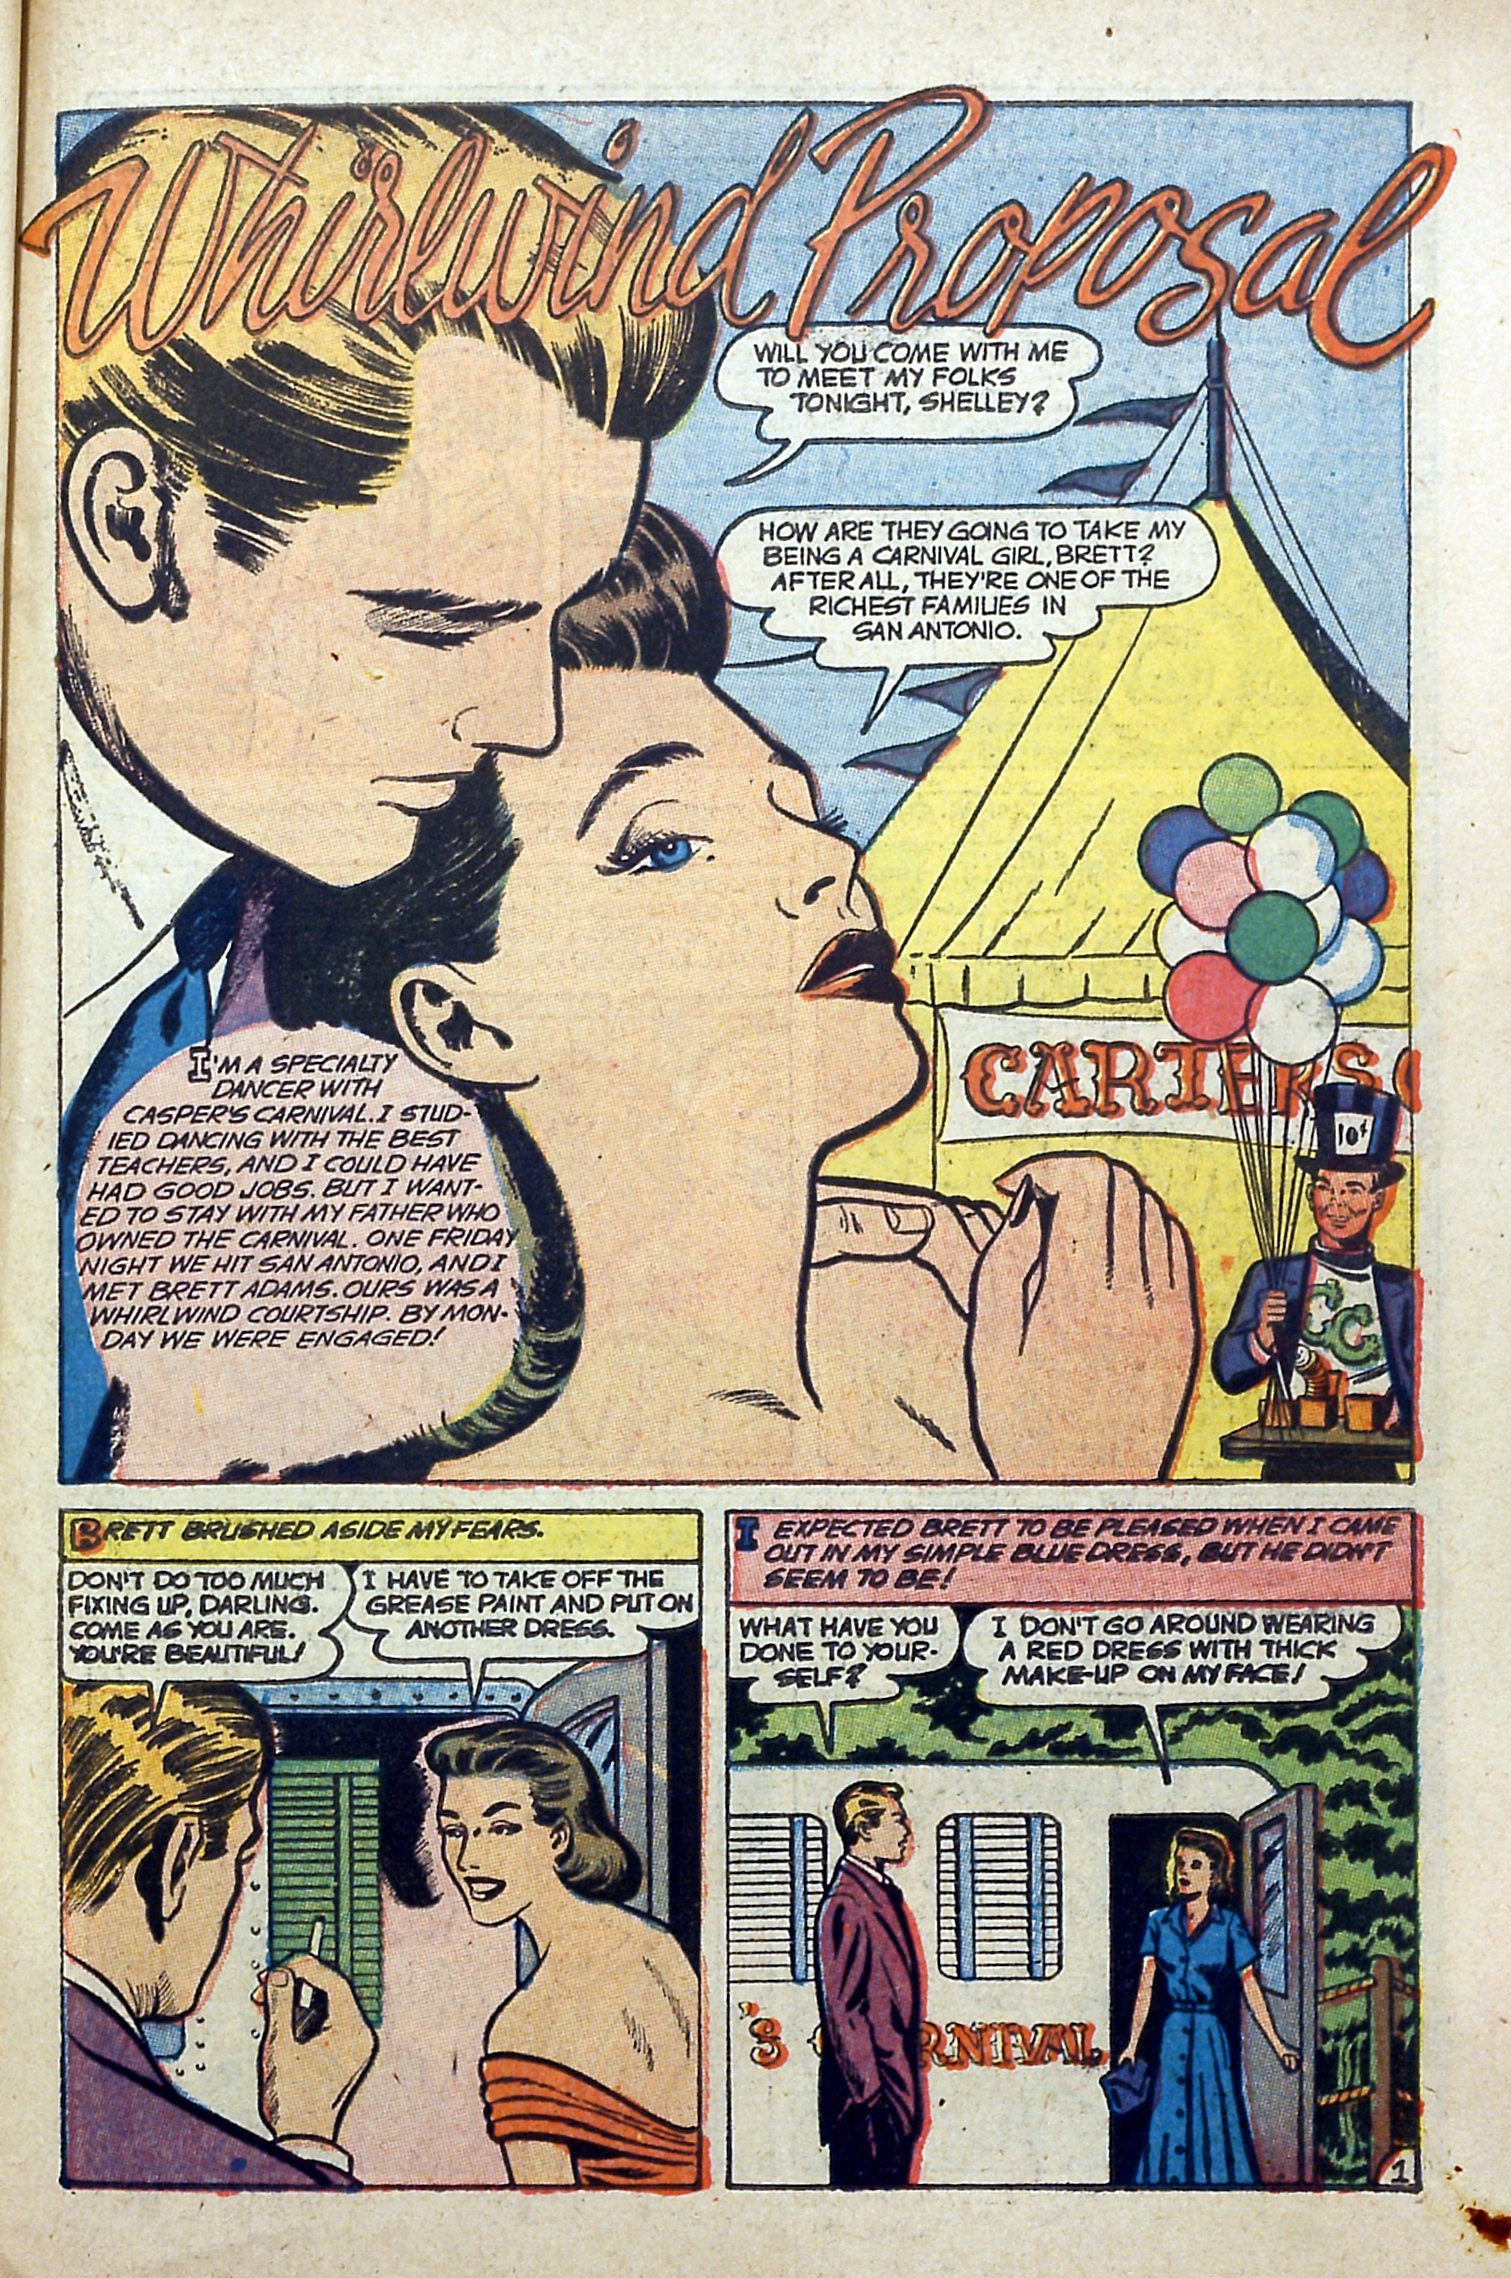 Whirlwind Proposal
WILL YOU COME WITH ME
TO MEET MY FOLKS
TONIGHT, SHELLEY?
HOW ARE THEY GOING TO TAKE MY
BEING A CARNIVAL GIRL, BRETT?
AFTER ALL, THEY'RE ONE OF THE
RICHEST FAMILIES IN
SAN ANTONIO.
CARTER'S C
10¢
CC
I'M A SPECIALTY
DANCER WITH
CASPER'S CARNIVAL. I STUD-
IED DANCING WITH THE BEST
TEACHERS, AND I COULD HAVE
HAD GOOD JOBS. BUT I WANT-
ED TO STAY WITH MY FATHER WHO
OWNED THE CARNIVAL. ONE FRIDAY
NIGHT WE HIT SAN ANTONIO, AND I
MET BRETT ADAMS. OURS WAS A
WHIRLWIND COURTSHIP. BY MON-
DAY WE WERE ENGAGED!
BRETT BRUSHED ASIDE MY FEARS.
DON'T DO TOO MUCH
FIXING UP, DARLING.
COME AS YOU ARE.
YOU'RE BEAUTIFUL!
I HAVE TO TAKE OFF THE
GREASE PAINT AND PUT ON
ANOTHER DRESS.
I EXPECTED BRETT TO BE PLEASED WHEN I CAME
OUT IN MY SIMPLE BLUE DRESS, BUT HE DIDN'T
SEEM TO BE!
WHAT HAVE YOU
DONE TO YOUR-
SELF?
I DON'T GO AROUND WEARING
A RED DRESS WITH THICK
MAKE-UP ON MY FACE!
'S C RNIVAL
1